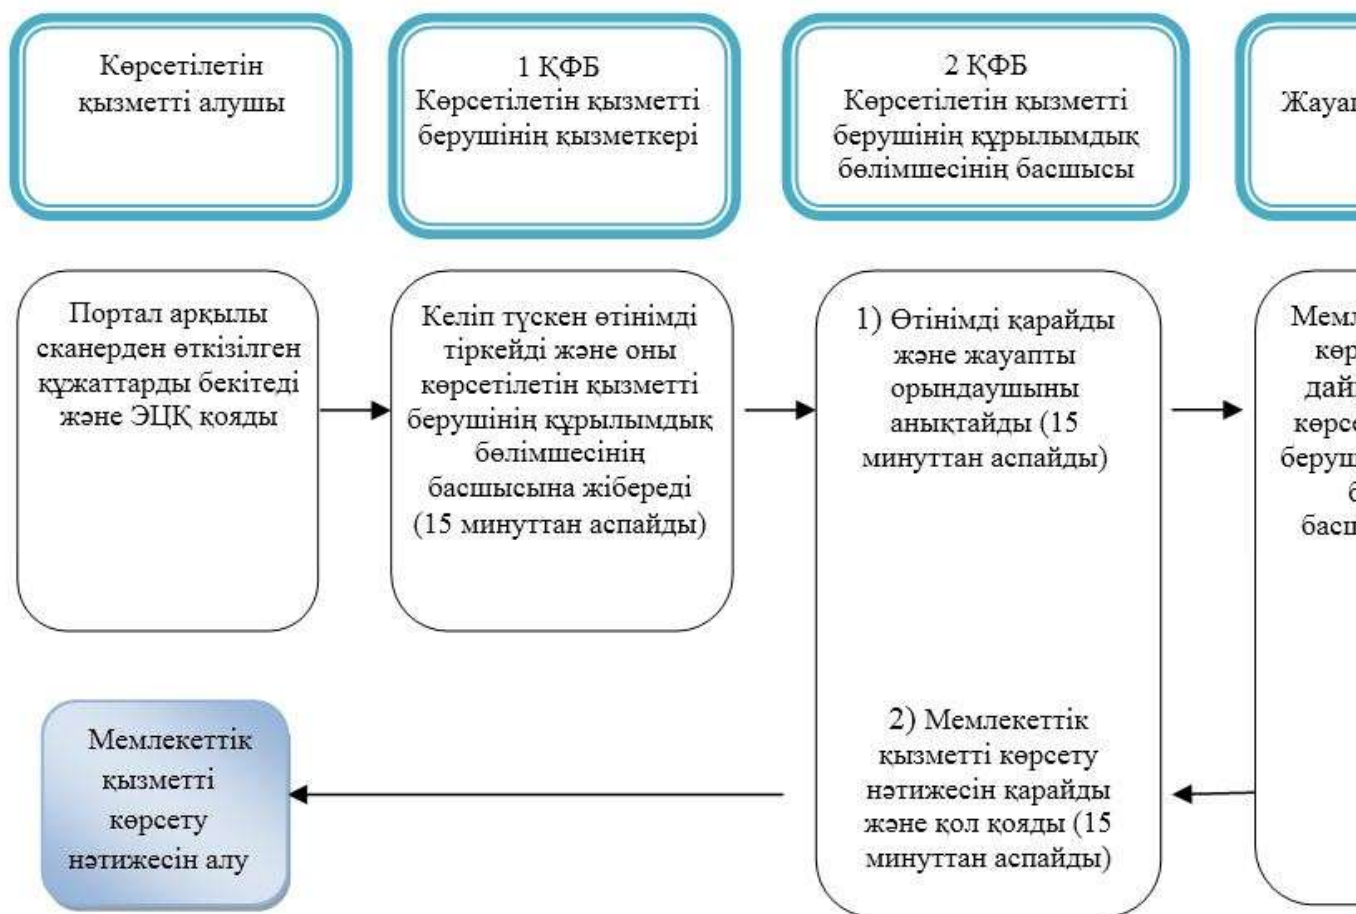 Көрсетілетін
қызметті алушы
1 ҚФБ
Көрсетілетін қызметті
берушінің қызметкері
2 ҚФБ
Көрсетілетін қызметті
берушінің құрылымдық
бөлімшесінің басшысы
Портал арқылы
сканерден өткізілген
құжаттарды бекітеді
және ЭЦҚ қояды
Келіп түскен өтінімді
тіркейді және оны
көрсетілетін қызметті
берушінің құрылымдық
бөлімшесінің
басшысына жібереді
(15 минуттан аспайды)
1) Өтінімді қарайды
және жауапты
орындаушыны
анықтайды (15
минуттан аспайды)
2) Мемлекеттік
қызметті көрсету
нәтижесін қарайды
және қол қояды (15
минуттан аспайды)
Мемлекеттік
қызметті
көрсету
нәтижесін алу